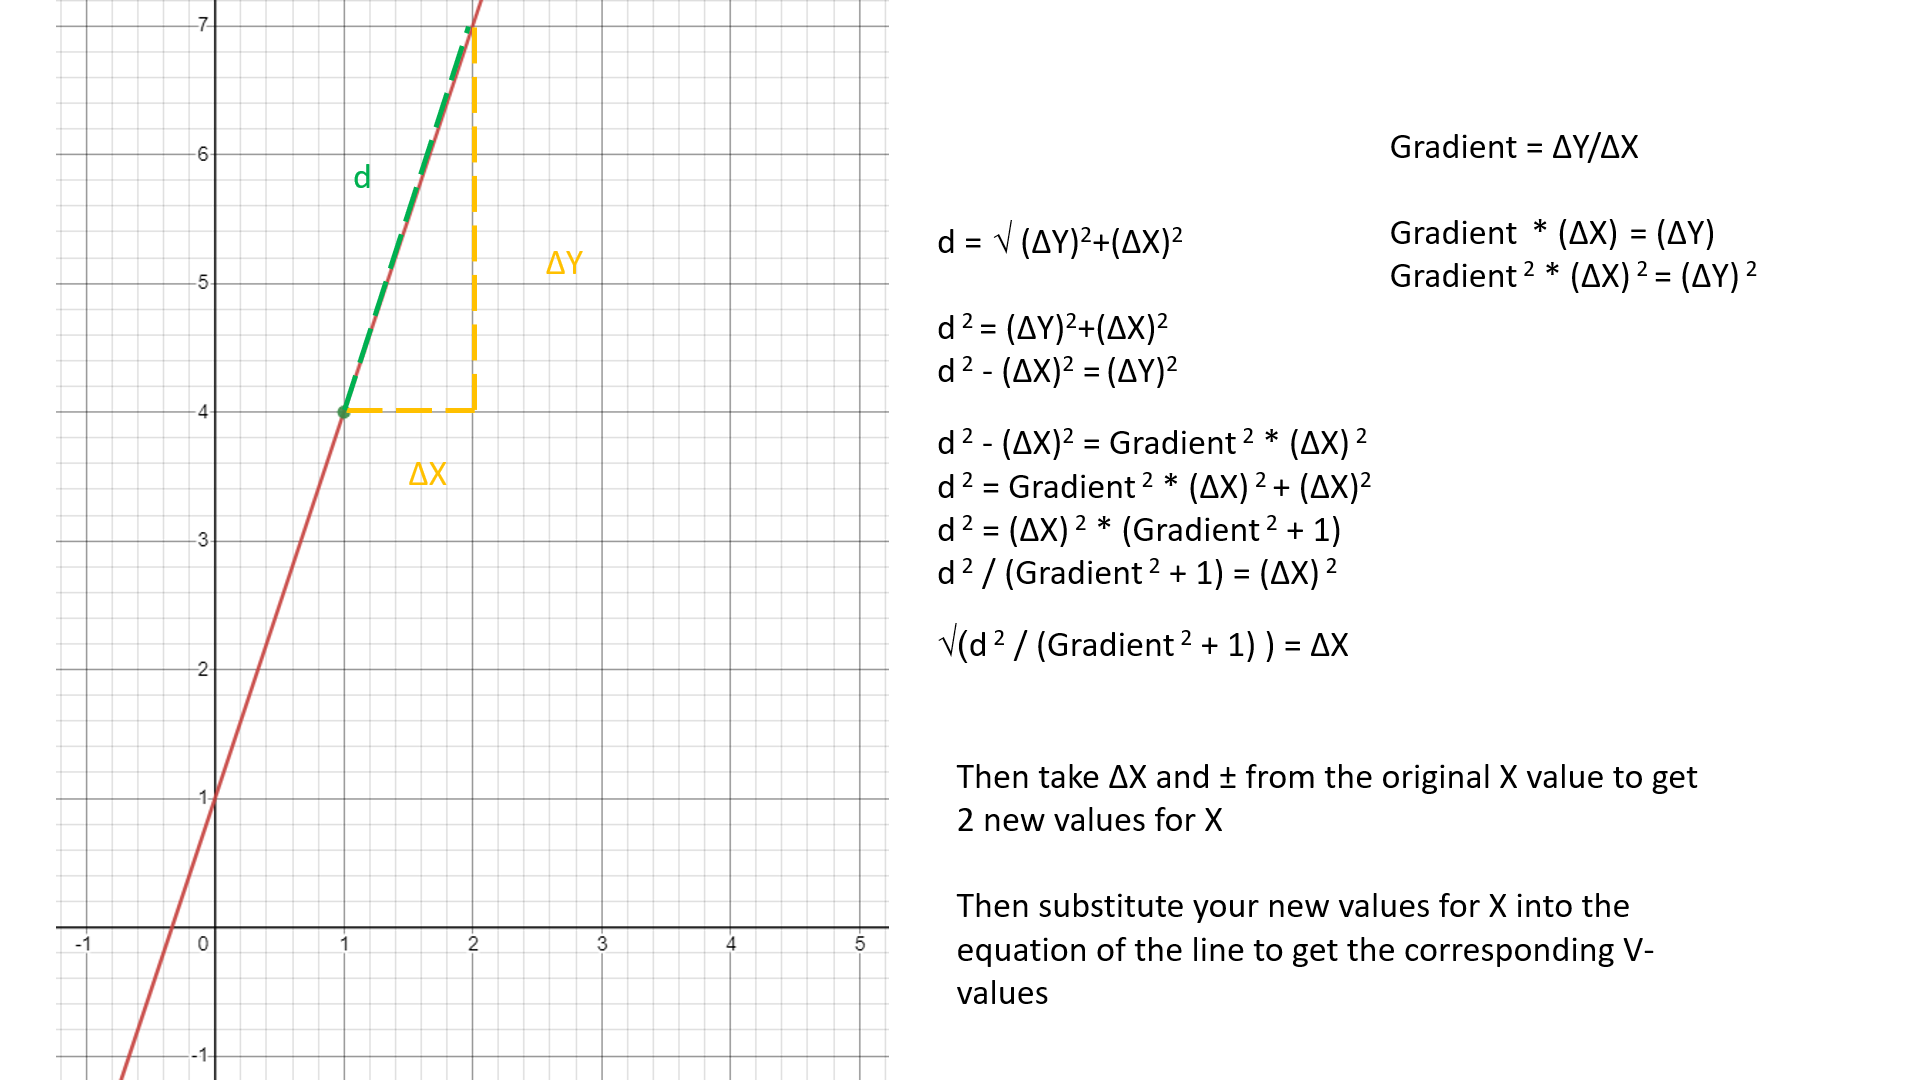 7
6
d
5
ΔY
4
ΔX
3
2
1
-1
0
1
2
3
4
5
-1
Gradient = ΔY/ΔX
Gradient * (ΔX) = (ΔY)
Gradient ² * (ΔX) ² = (ΔY) ²
d = √ (ΔY)²+(ΔX)²
d ² = (ΔY)²+(ΔX)²
d ² - (ΔX)² = (ΔY)²
d ² - (ΔX)² = Gradient ² * (ΔX) ²
d ² = Gradient ² * (ΔX) ² + (ΔX)²
d ² = (ΔX) ² * (Gradient ² + 1)
d ² / (Gradient ² + 1) = (ΔX) ²
√(d ² / (Gradient ² + 1) ) = ΔX
Then take ΔX and ± from the original X value to get
2 new values for X
Then substitute your new values for X into the
equation of the line to get the corresponding V-
values